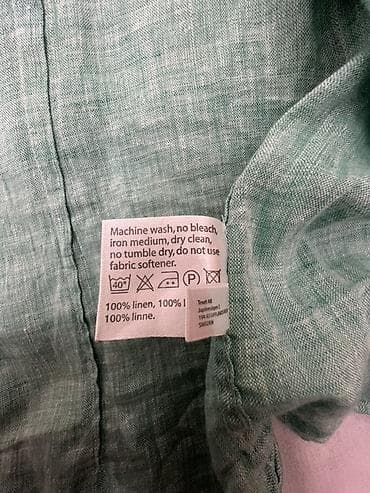 Machine wash, no bleach,
iron medium, dry clean,
no tumble dry, do not use
fabric softener.
40°
P
100% linen, 100%
100% linne.
SWEDEN